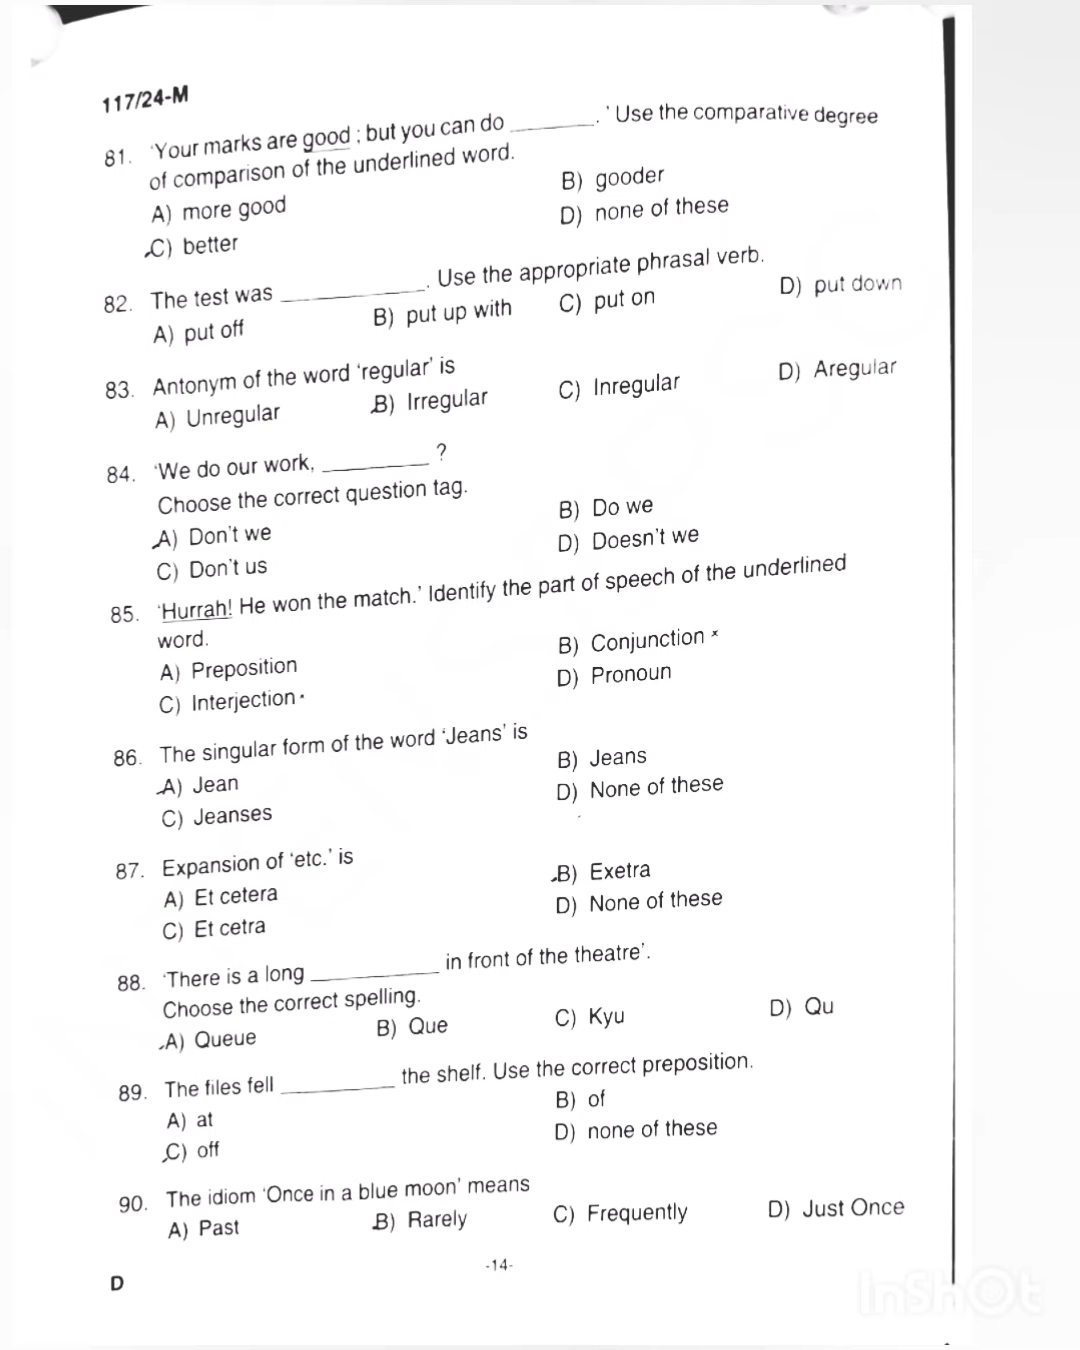 117/24-M
81. 'Your marks are good ; but you can do ________. ' Use the comparative degree
of comparison of the underlined word.
A) more good B) gooder
C) better D) none of these
82. The test was ____________. Use the appropriate phrasal verb.
A) put off B) put up with C) put on D) put down
83. Antonym of the word 'regular' is
A) Unregular B) Irregular C) Inregular D) Aregular
84. 'We do our work, _________ ?
Choose the correct question tag.
A) Don't we B) Do we
C) Don't us D) Doesn't we
85. 'Hurrah! He won the match.' Identify the part of speech of the underlined
word.
A) Preposition B) Conjunction
C) Interjection D) Pronoun
86. The singular form of the word 'Jeans' is
A) Jean B) Jeans
C) Jeanses D) None of these
87. Expansion of 'etc.' is
A) Et cetera B) Exetra
C) Et cetra D) None of these
88. 'There is a long ___________ in front of the theatre'.
Choose the correct spelling.
A) Queue B) Que C) Kyu D) Qu
89. The files fell __________ the shelf. Use the correct preposition.
A) at B) of
C) off D) none of these
90. The idiom 'Once in a blue moon' means
A) Past B) Rarely C) Frequently D) Just Once
-14-
D
InShOt